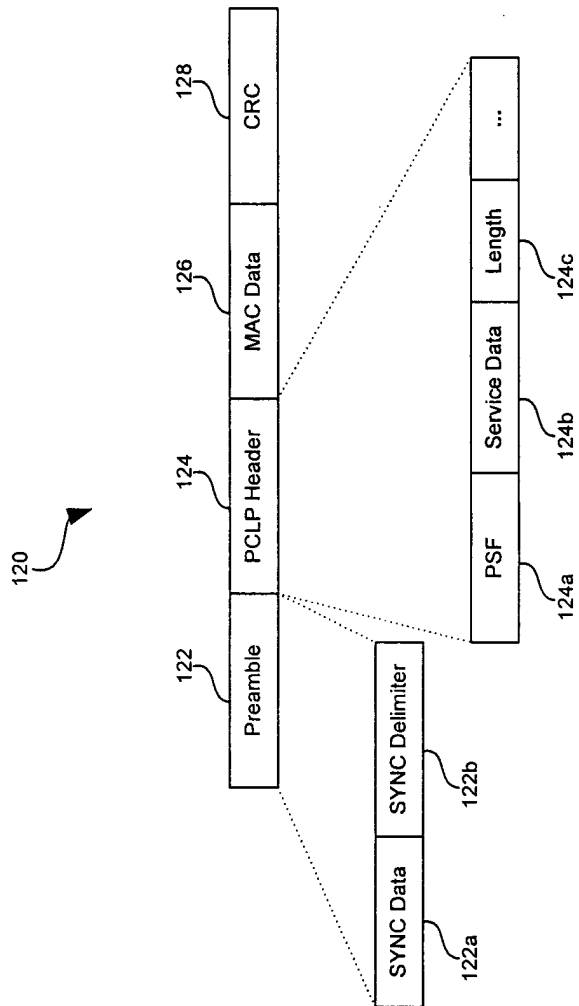 120
122
124
126
128
Preamble
PCLP Header
MAC Data
CRC
SYNC Data
SYNC Delimiter
122a
122b
PSF
Service Data
Length
...
124a
124b
124c